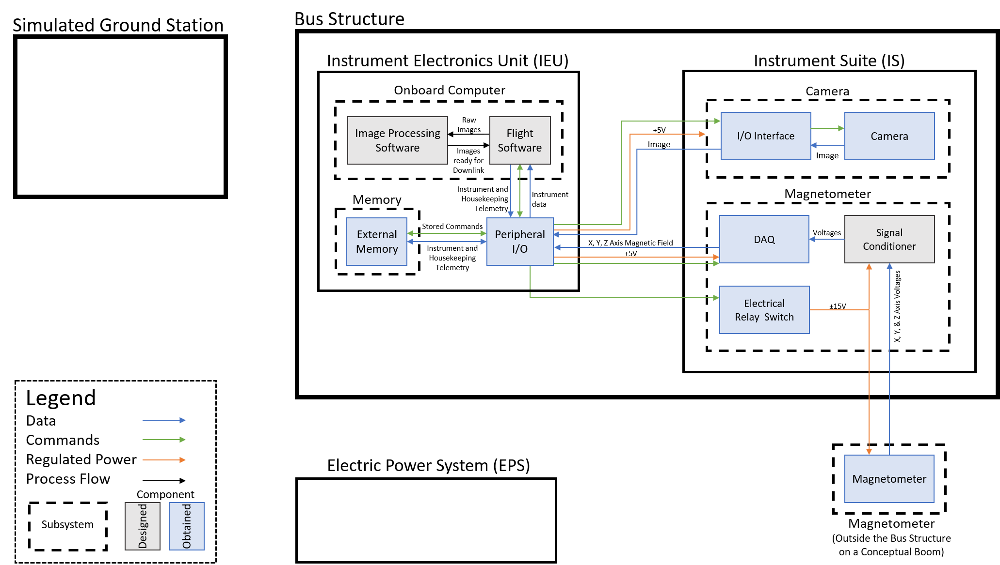 Simulated Ground Station
Bus Structure
Instrument Electronics Unit (IEU)
Onboard Computer
Image Processing
Software
Raw
images
Images
ready for
Downlink
Flight
Software
Instrument and
Housekeeping
Telemetry
Instrument
data
Memory
External
Memory
Stored Commands
Instrument and
Housekeeping
Telemetry
Peripheral
I/O
+5V
Image
X, Y, Z Axis Magnetic Field
+5V
Instrument Suite (IS)
Camera
I/O Interface
Image
Camera
Magnetometer
DAQ
Voltages
Signal
Conditioner
Electrical
Relay Switch
±15V
X, Y, & Z Axis Voltages
Magnetometer
Magnetometer
(Outside the Bus Structure
on a Conceptual Boom)
Electric Power System (EPS)
Legend
Data
Commands
Regulated Power
Process Flow
Component
Subsystem
Designed
Obtained